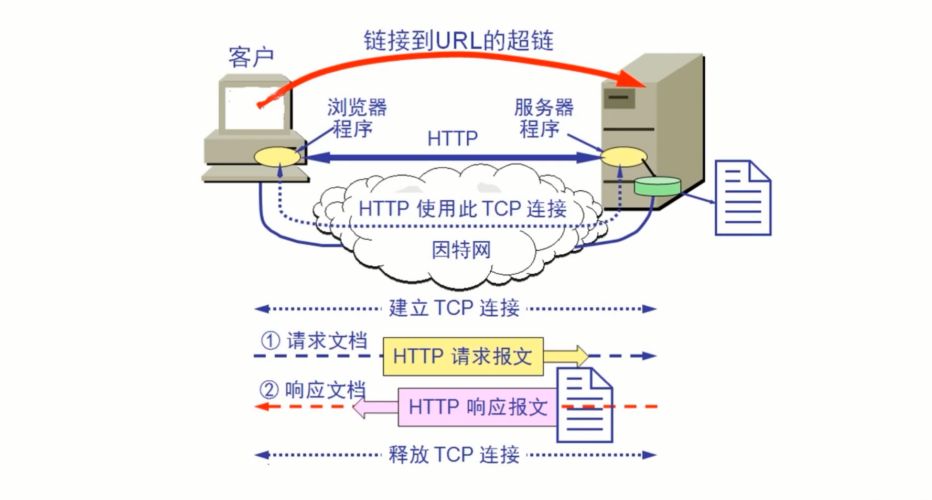 链接到URL的超链
客户
浏览器
程序
服务器
程序
HTTP
HTTP 使用此 TCP 连接
因特网
建立 TCP 连接
① 请求文档
HTTP 请求报文
② 响应文档
HTTP 响应报文
释放 TCP 连接